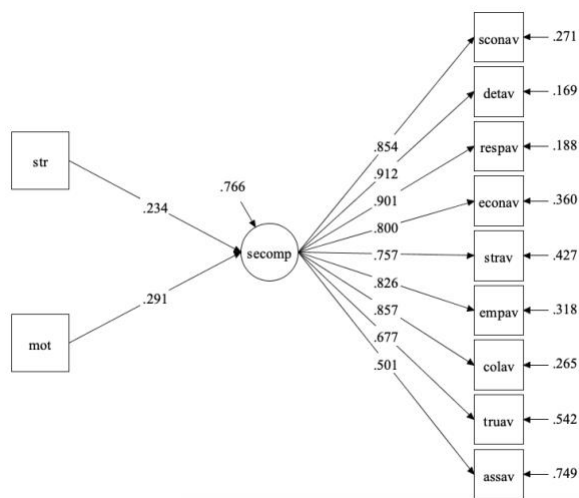 sconav .271
detav .169
.854
respav .188
str
.912
.766
.901
econav .360
.234
.800
secomp
.757
strav .427
.826
.291
.857
empav .318
mot
.677
colav .265
.501
truav .542
assav .749